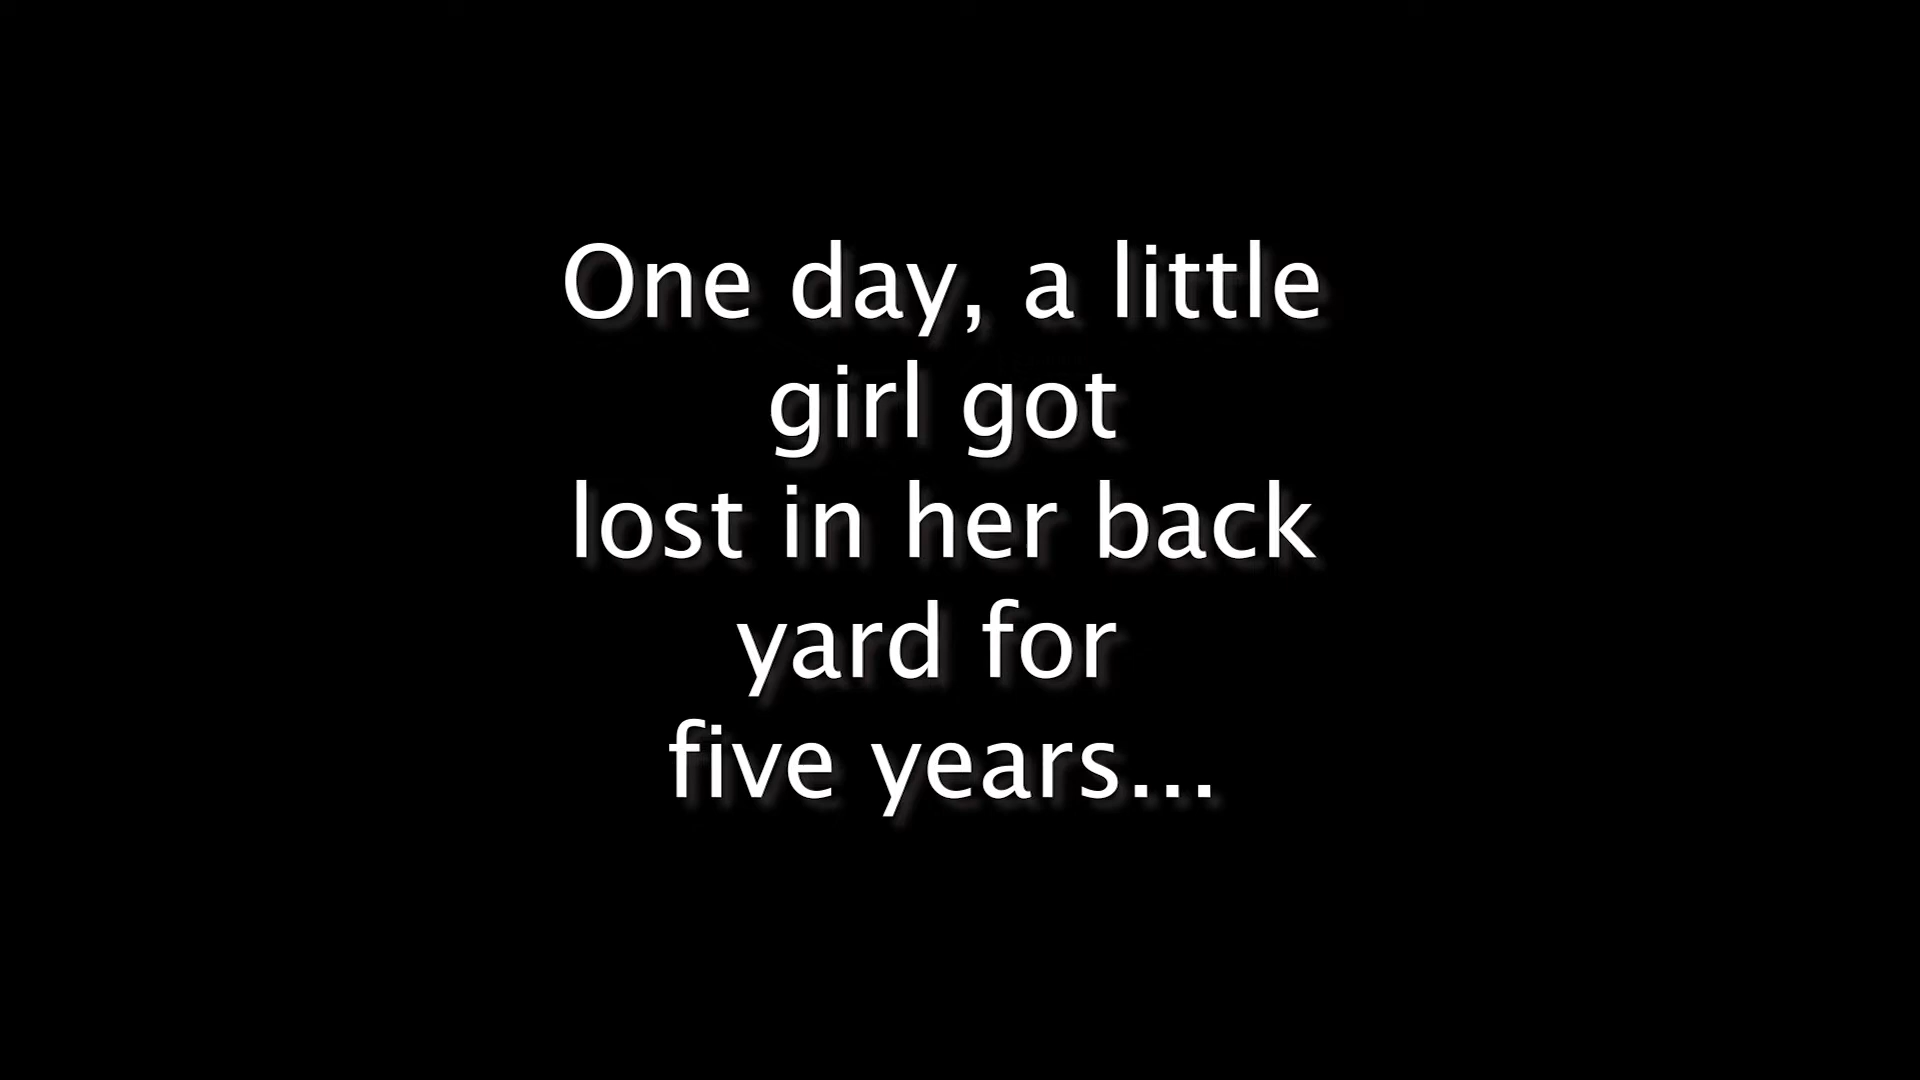 One day, a little
girl got
lost in her back
yard for
five years...